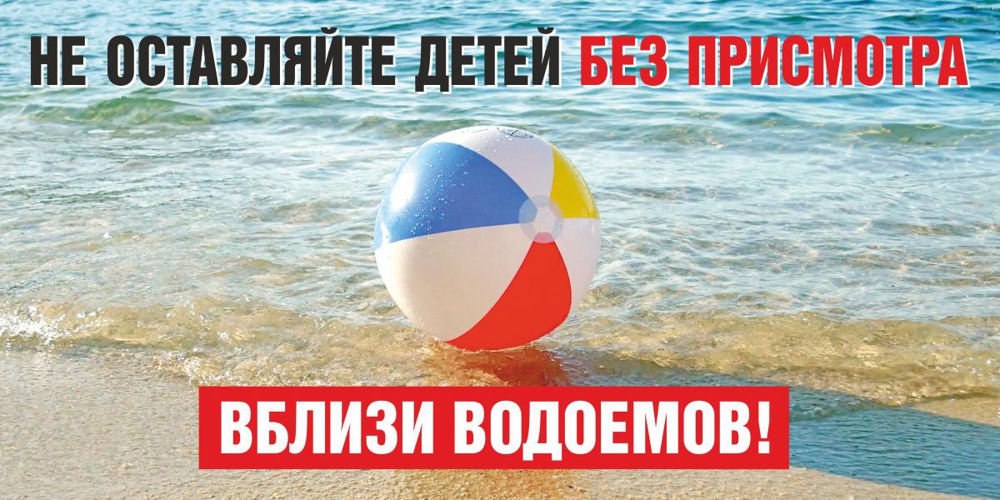 НЕ ОСТАВЛЯЙТЕ ДЕТЕЙ БЕЗ ПРИСМОТРА
ВБЛИЗИ ВОДОЕМОВ!